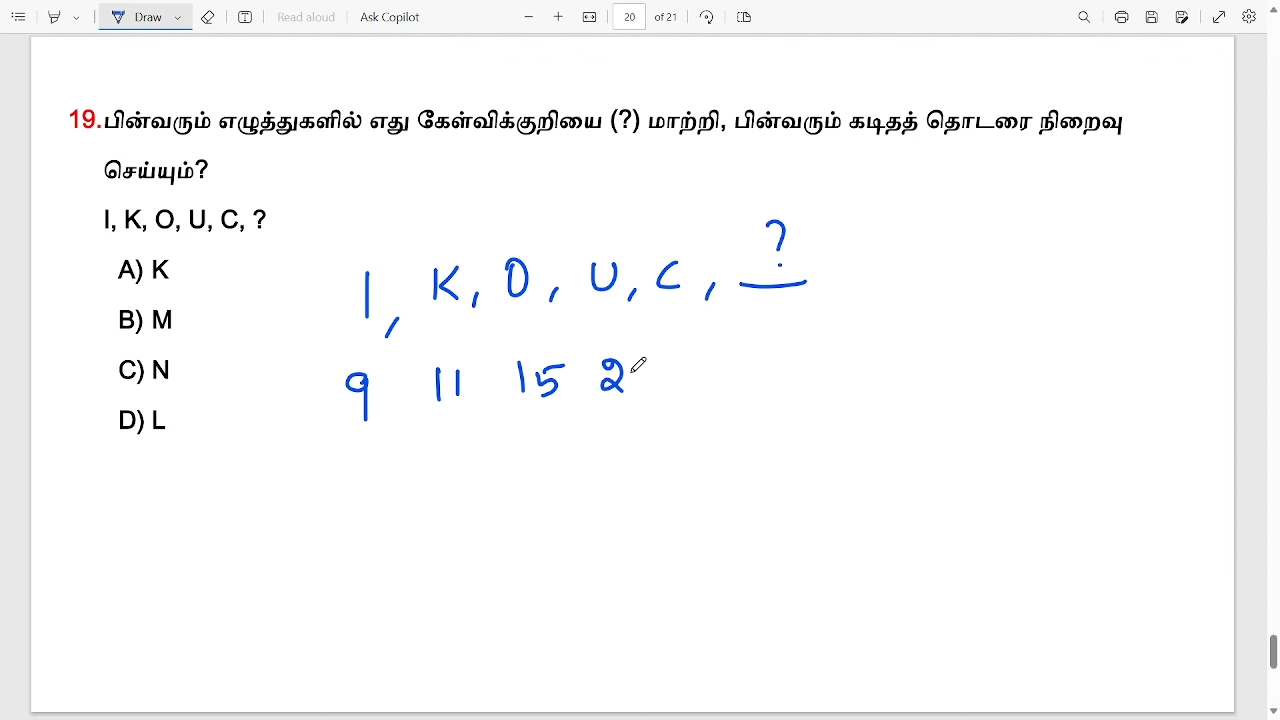 Draw
Read aloud
Ask Copilot
20
of 21
19.பின்வரும் எழுத்துகளில் எது கேள்விக்குறியை (?) மாற்றி, பின்வரும் கடிதத் தொடரை நிறைவு
செய்யும்?
I, K, O, U, C, ?
A) K
B) M
C) N
D) L
I, K, O, U, C, ?
9 11 15 2